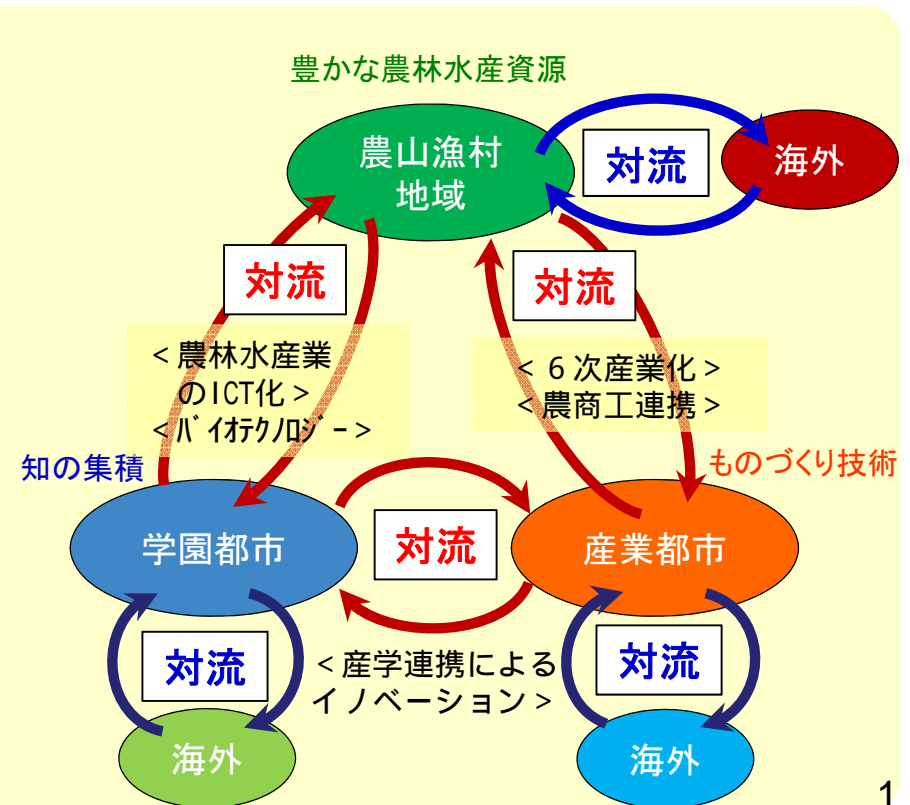 豊かな農林水産資源
農山漁村
地域
対流
海外
対流
対流
<農林水産業
のICT化>
<ﾊﾞｲｵﾃｸﾉﾛｼﾞｰ>
<６次産業化>
<農商工連携>
知の集積
ものづくり技術
学園都市
対流
産業都市
対流
<産学連携による
イノベーション>
対流
海外
海外
1